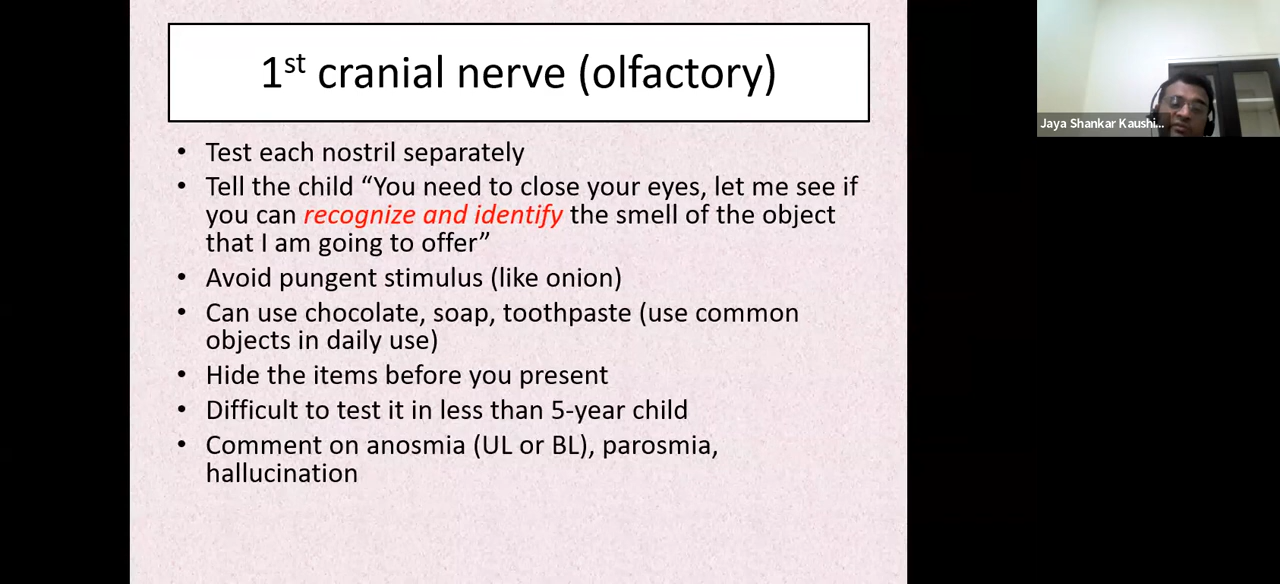 1st cranial nerve (olfactory)
• Test each nostril separately
• Tell the child “You need to close your eyes, let me see if
you can recognize and identify the smell of the object
that I am going to offer”
• Avoid pungent stimulus (like onion)
• Can use chocolate, soap, toothpaste (use common
objects in daily use)
• Hide the items before you present
• Difficult to test it in less than 5-year child
• Comment on anosmia (UL or BL), parosmia,
hallucination
Jaya Shankar Kaushi...